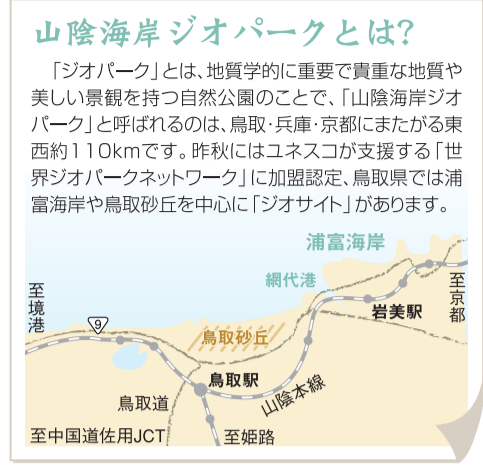 山陰海岸ジオパークとは?
「ジオパーク」とは、地質学的に重要で貴重な地質や
美しい景観を持つ自然公園のことで、「山陰海岸ジオ
パーク」と呼ばれるのは、鳥取・兵庫・京都にまたがる東
西約110kmです。昨秋にはユネスコが支援する「世
界ジオパークネットワーク」に加盟認定、鳥取県では浦
富海岸や鳥取砂丘を中心に「ジオサイト」があります。
浦富海岸
網代港
至京都
至境港
岩美駅
9
鳥取砂丘
鳥取駅
山陰本線
鳥取道
至中国道佐用JCT
至姫路